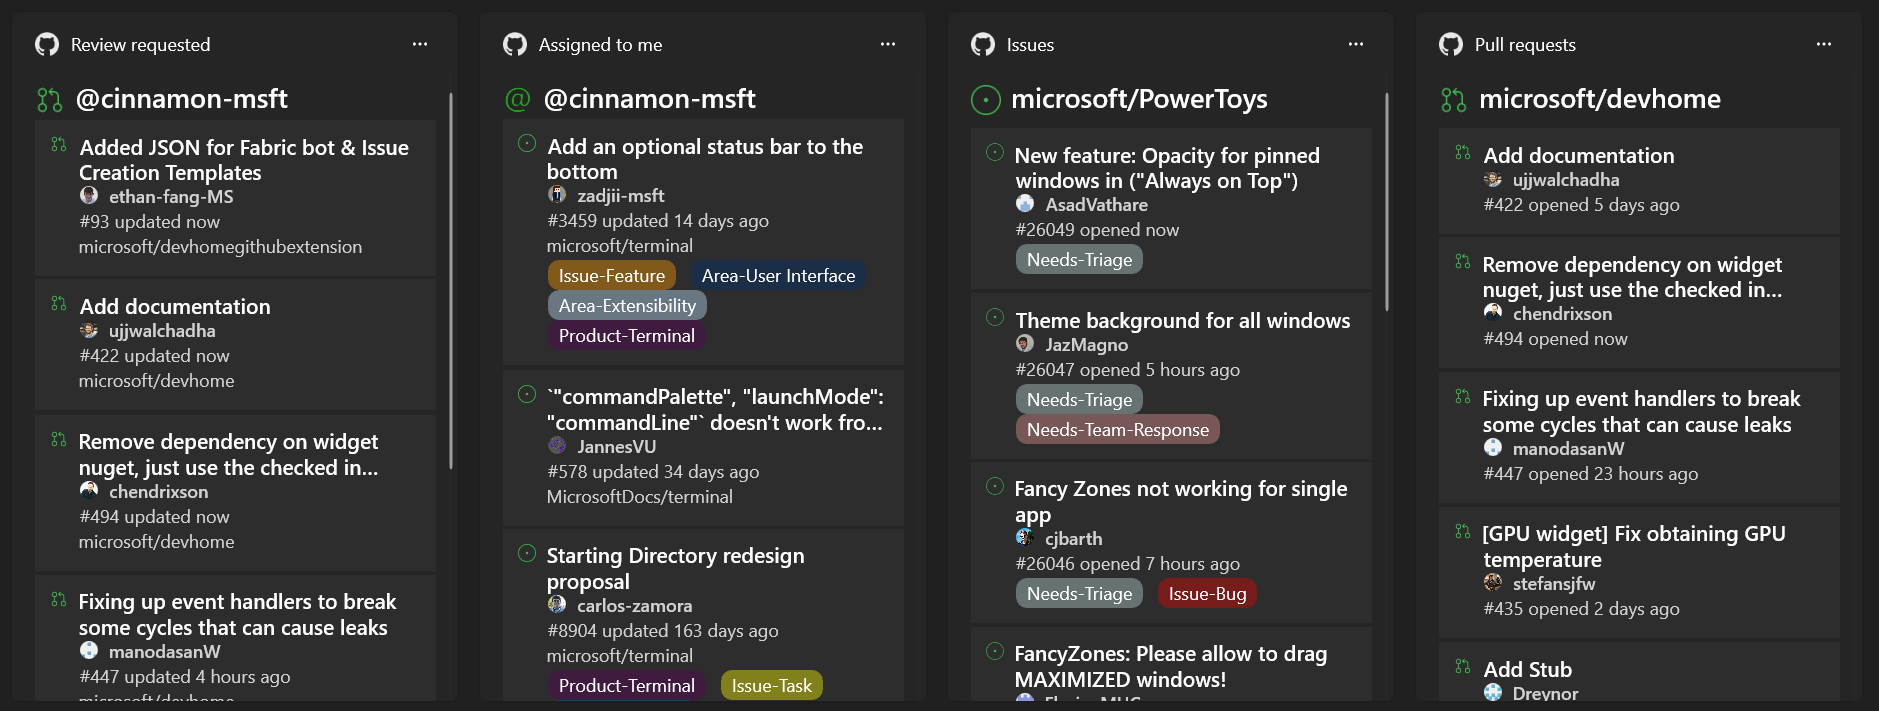 Review requested
@cinnamon-msft
Added JSON for Fabric bot & Issue
Creation Templates
ethan-fang-MS
#93 updated now
microsoft/devhomegithubextension
Add documentation
ujjwalchadha
#422 updated now
microsoft/devhome
Remove dependency on widget
nuget, just use the checked in...
chendrixson
#494 updated now
microsoft/devhome
Fixing up event handlers to break
some cycles that can cause leaks
manodasanW
#447 updated 4 hours ago
microsoft/devhome
Assigned to me
@cinnamon-msft
Add an optional status bar to the
bottom
zadjii-msft
#3459 updated 14 days ago
microsoft/terminal
Issue-Feature Area-User Interface
Area-Extensibility
Product-Terminal
`"commandPalette", "launchMode":
"commandLine"` doesn't work fro...
JannesVU
#578 updated 34 days ago
MicrosoftDocs/terminal
Starting Directory redesign
proposal
carlos-zamora
#8904 updated 163 days ago
microsoft/terminal
Product-Terminal Issue-Task
Issues
microsoft/PowerToys
New feature: Opacity for pinned
windows in ("Always on Top")
AsadVathare
#26049 opened now
Needs-Triage
Theme background for all windows
JazMagno
#26047 opened 5 hours ago
Needs-Triage
Needs-Team-Response
Fancy Zones not working for single
app
cjbarth
#26046 opened 7 hours ago
Needs-Triage Issue-Bug
FancyZones: Please allow to drag
MAXIMIZED windows!
Pull requests
microsoft/devhome
Add documentation
ujjwalchadha
#422 opened 5 days ago
Remove dependency on widget
nuget, just use the checked in...
chendrixson
#494 opened now
Fixing up event handlers to break
some cycles that can cause leaks
manodasanW
#447 opened 23 hours ago
[GPU widget] Fix obtaining GPU
temperature
stefansjfw
#435 opened 2 days ago
Add Stub
Dreynor